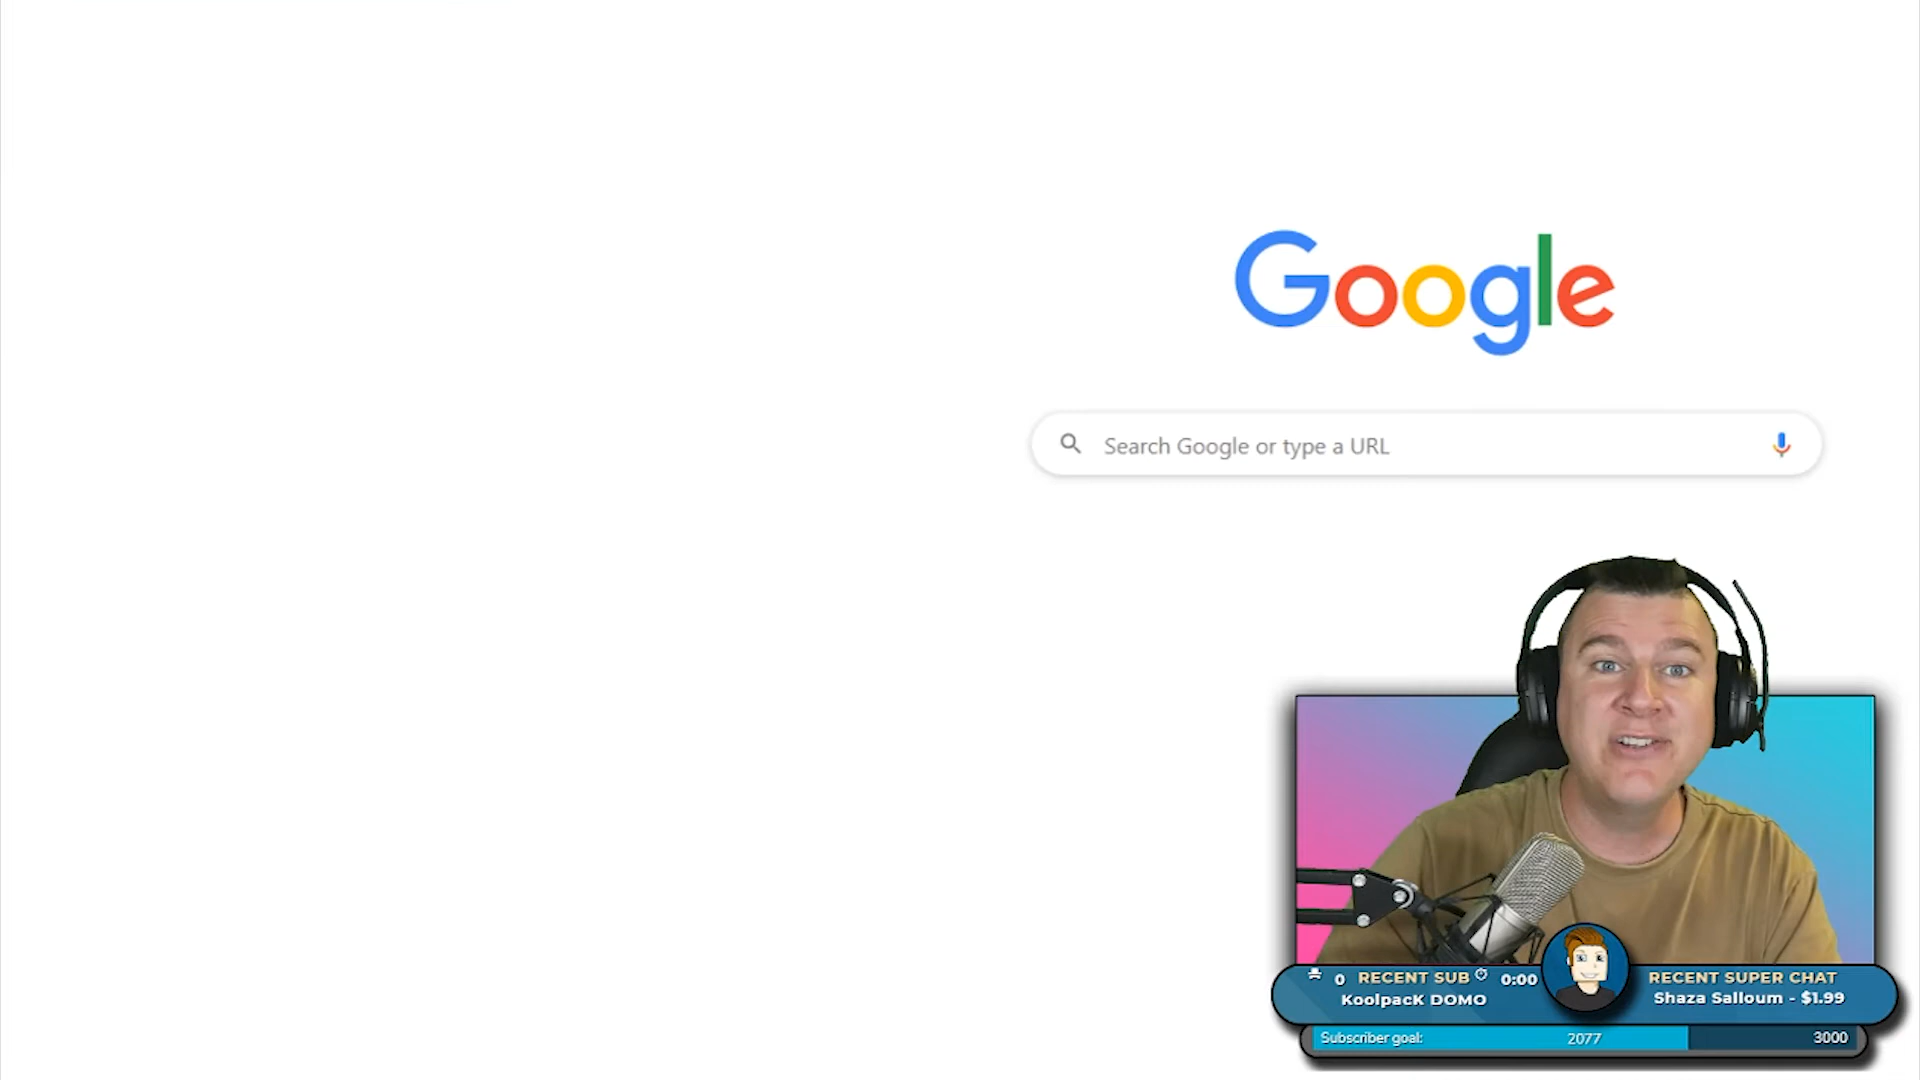 Google
Search Google or type a URL
0 RECENT SUB 0:00
KoolpacK DOMO
RECENT SUPER CHAT
Shaza Salloum - $1.99
Subscriber goal: 2077 3000